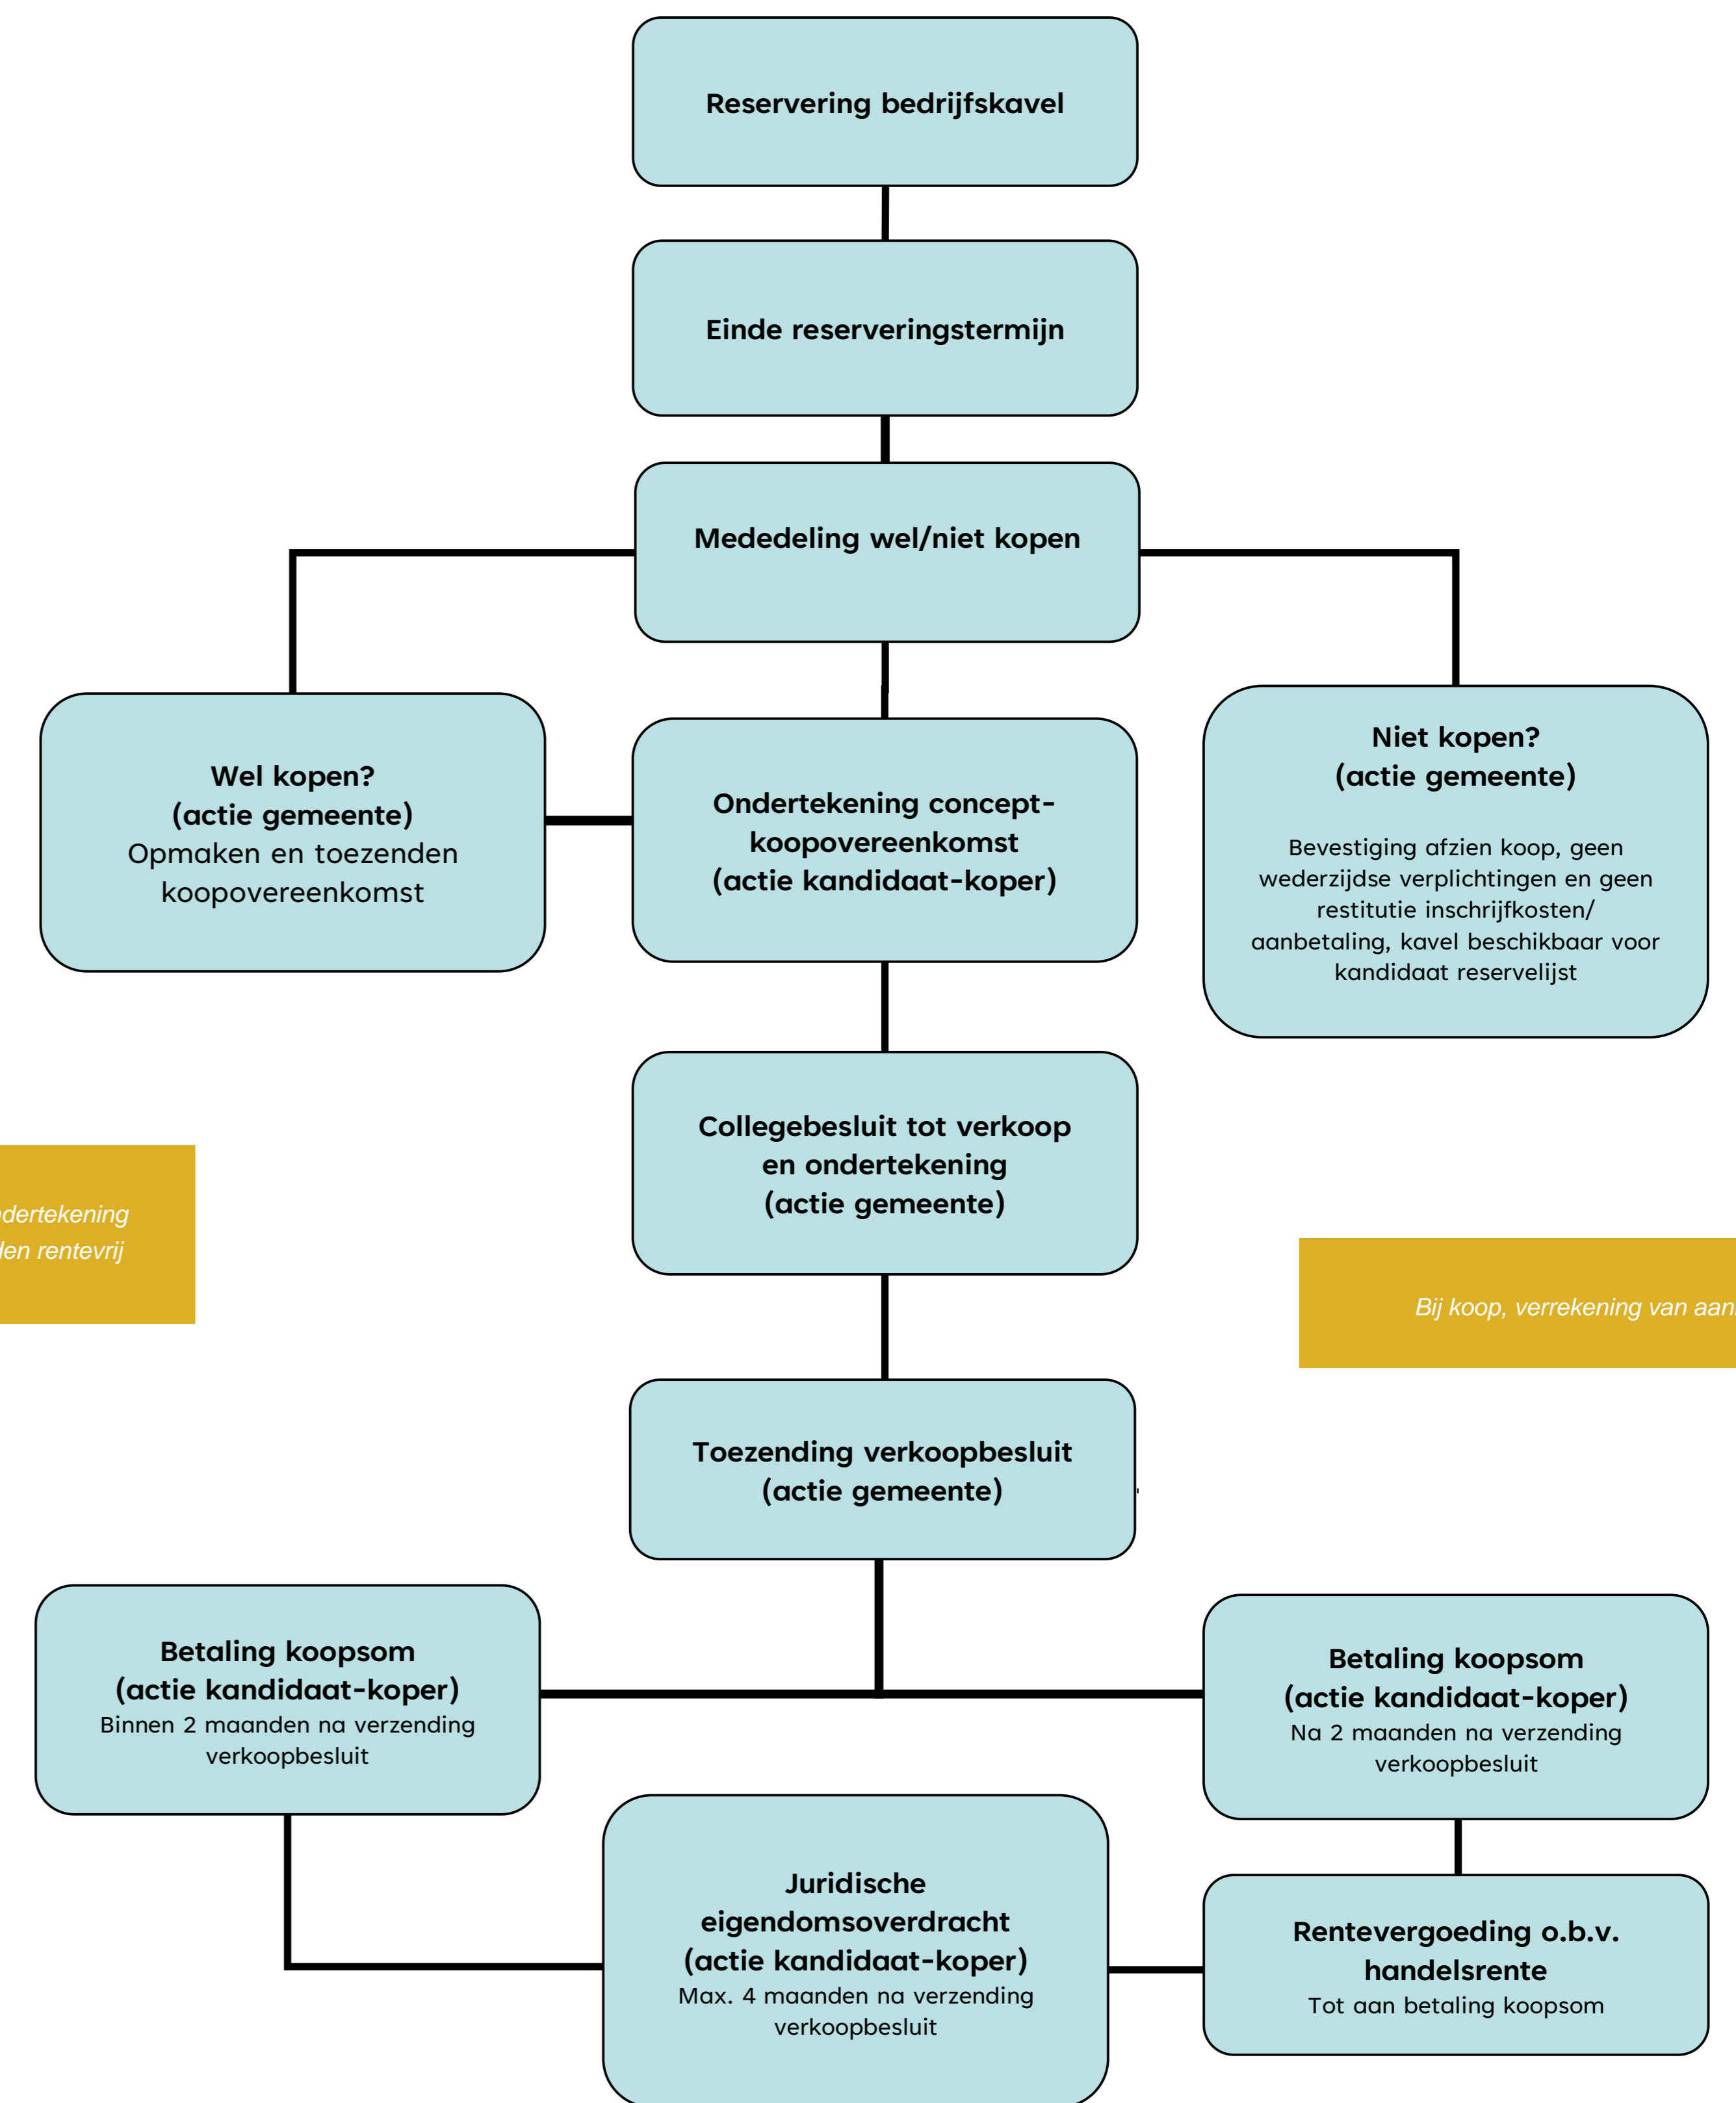 Reservering bedrijfskavel
Einde reserveringstermijn
Mededeling wel/niet kopen
Wel kopen?
(actie gemeente)
Opmaken en toezenden
koopovereenkomst
Ondertekening concept-
koopovereenkomst
(actie kandidaat-koper)
Niet kopen?
(actie gemeente)
Bevestiging afzien koop, geen
wederzijdse verplichtingen en geen
restitutie inschrijfkosten/
aanbetaling, kavel beschikbaar voor
kandidaat reservelijst
Collegebesluit tot verkoop
en ondertekening
(actie gemeente)
dertekening
den rentevrij
Bij koop, verrekening van aan
Toezending verkoopbesluit
(actie gemeente)
Betaling koopsom
(actie kandidaat-koper)
Binnen 2 maanden na verzending
verkoopbesluit
Betaling koopsom
(actie kandidaat-koper)
Na 2 maanden na verzending
verkoopbesluit
Juridische
eigendomsoverdracht
(actie kandidaat-koper)
Max. 4 maanden na verzending
verkoopbesluit
Rentevergoeding o.b.v.
handelsrente
Tot aan betaling koopsom